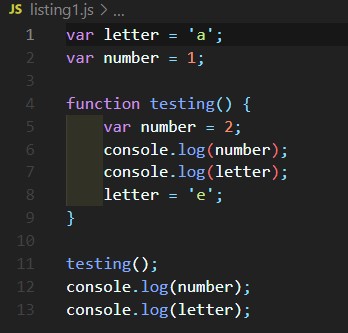 JS listing1.js > ...
1 var letter = 'a';
2 var number = 1;
3
4 function testing() {
5     var number = 2;
6     console.log(number);
7     console.log(letter);
8     letter = 'e';
9 }
10
11 testing();
12 console.log(number);
13 console.log(letter);